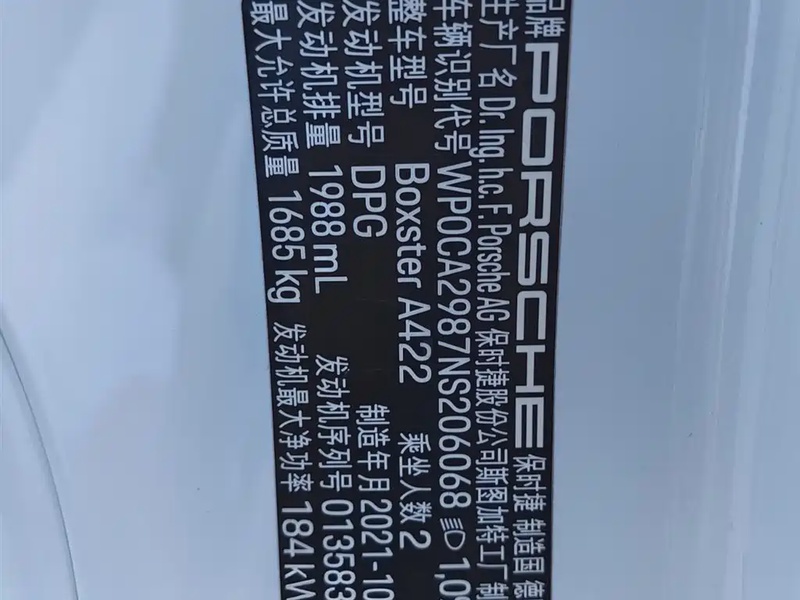 品牌 PORSCHE 保时捷 制造国 德
生产厂名 Dr. Ing. h.c. F. Porsche AG 保时捷股份公司斯图加特工厂 制
车辆识别代号 WP0CA2987NS206068 1,0
整车型号 Boxster A422 乘坐人数 2
发动机型号 DPG 制造年月 2021-10
发动机排量 1988 mL 发动机序列号 013583
最大允许总质量 1685 kg 发动机最大净功率 184 kW